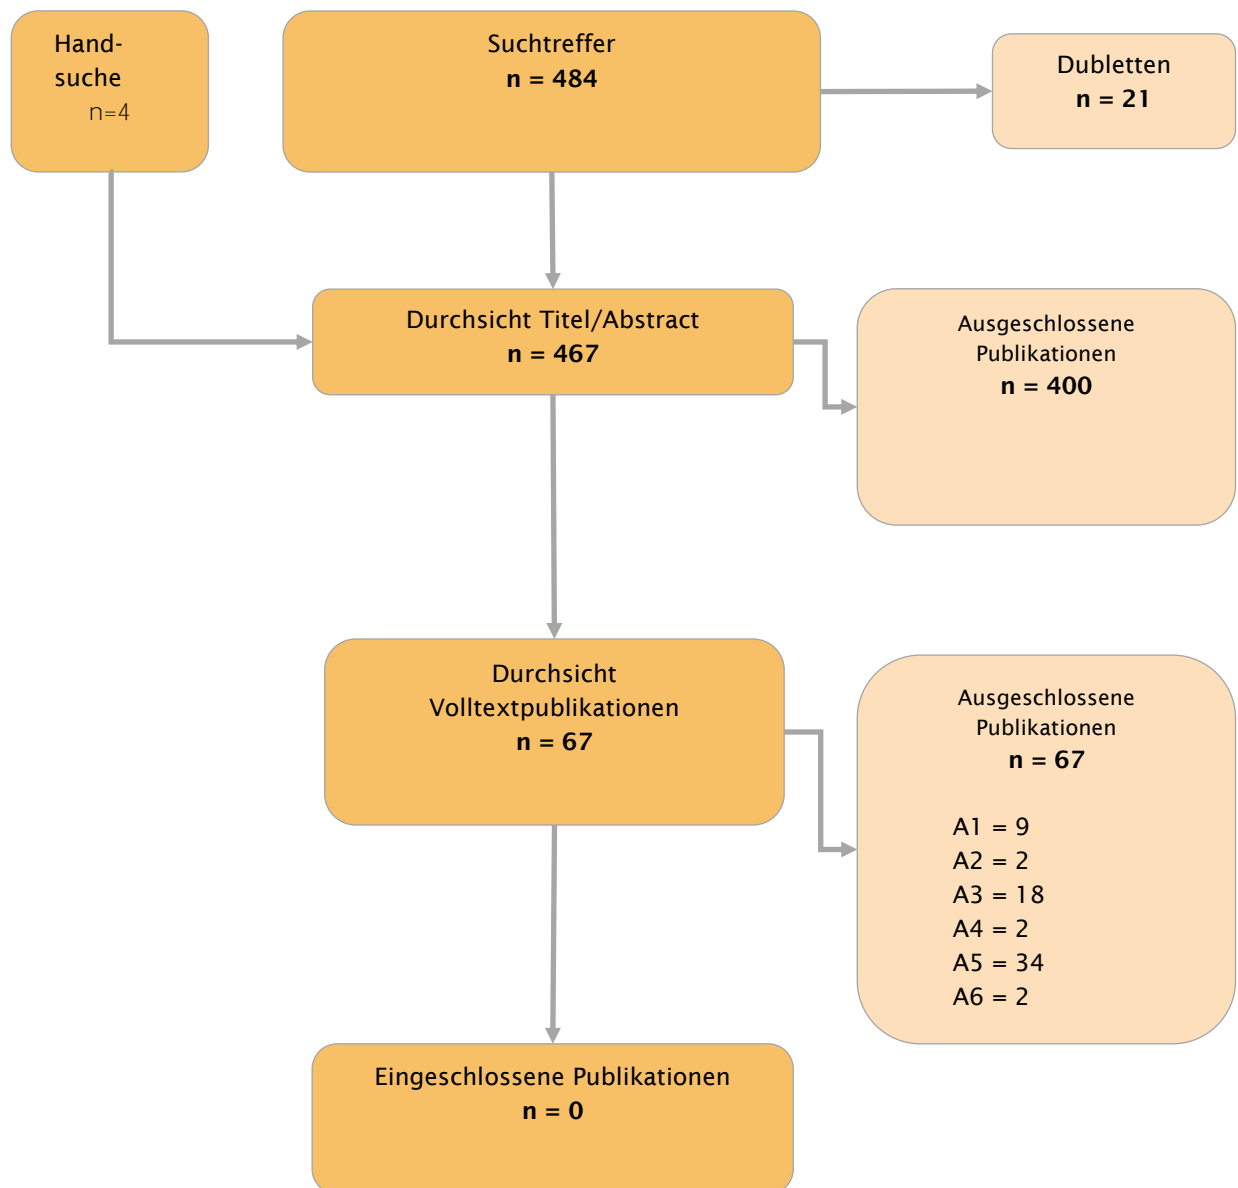 Hand-
suche
n=4
Suchtreffer
n = 484
Dubletten
n = 21
Durchsicht Titel/Abstract
n = 467
Ausgeschlossene
Publikationen
n = 400
Durchsicht
Volltextpublikationen
n = 67
Ausgeschlossene
Publikationen
n = 67
A1 = 9
A2 = 2
A3 = 18
A4 = 2
A5 = 34
A6 = 2
Eingeschlossene Publikationen
n = 0